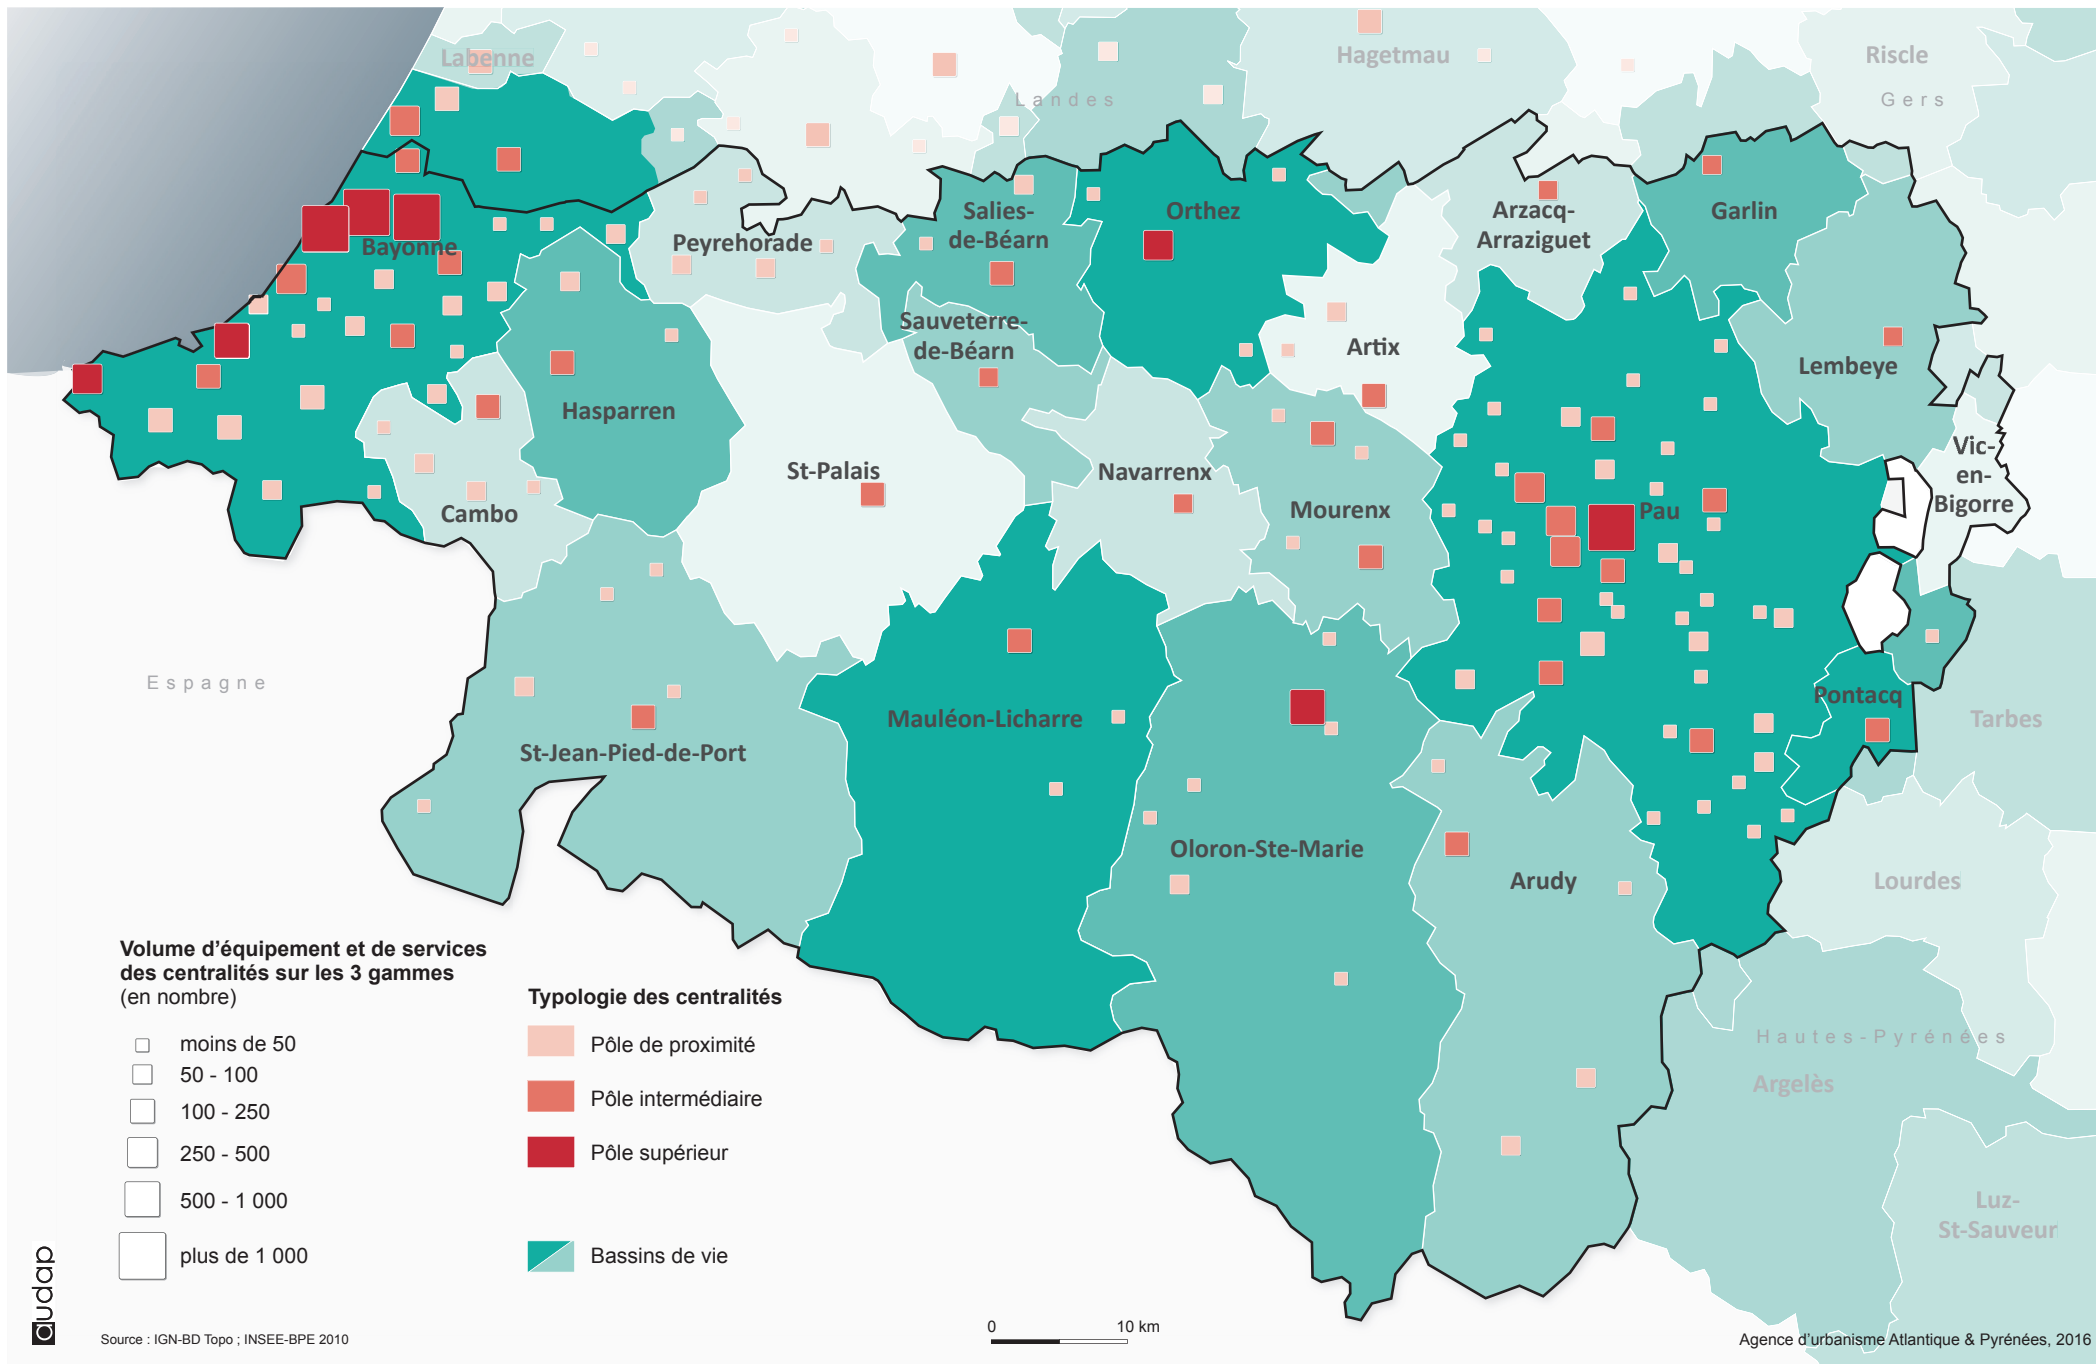 Labenne
Hagetmau
Riscle
Landes
Gers
Bayonne
Peyrehorade
Salies-
de-Béarn
Orthez
Arzacq-
Arraziguet
Garlin
Sauveterre-
de-Béarn
Artix
Lembeye
Hasparren
Cambo
St-Palais
Navarrenx
Mourenx
Pau
Vic-
en-
Bigorre
Espagne
St-Jean-Pied-de-Port
Mauléon-Licharre
Oloron-Ste-Marie
Arudy
Pontacq
Tarbes
Lourdes
Hautes-Pyrénées
Argelès
Luz-
St-Sauveur
Volume d'équipement et de services
des centralités sur les 3 gammes
(en nombre)
moins de 50
50 - 100
100 - 250
250 - 500
500 - 1 000
plus de 1 000
Typologie des centralités
Pôle de proximité
Pôle intermédiaire
Pôle supérieur
Bassins de vie
audap
Source : IGN-BD Topo ; INSEE-BPE 2010
0 10 km
Agence d'urbanisme Atlantique & Pyrénées, 2016